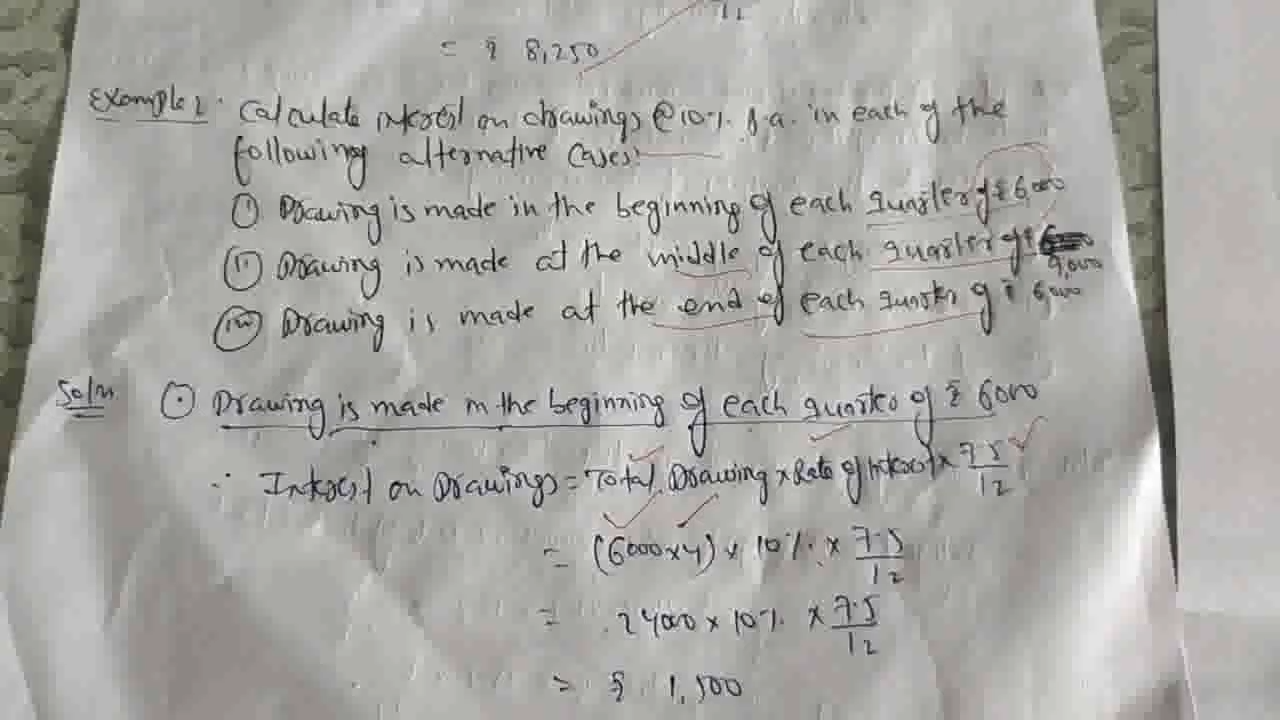 12
= ₹ 8,250
Example 2: Calculate interest on drawings @ 10% p.a. in each of the
following alternative cases:
(i) Drawing is made in the beginning of each quarter of ₹ 6000
(ii) Drawing is made at the middle of each quarter of ₹
9,000
(iii) Drawing is made at the end of each quarter of ₹ 6,000
Soln (i) Drawing is made in the beginning of each quarter of ₹ 6000
∴ Interest on Drawings = Total Drawing × Rate of Interest × 7.5/12
= (6000×4) × 10% × 7.5/12
= 24000 × 10% × 7.5/12
= ₹ 1,500